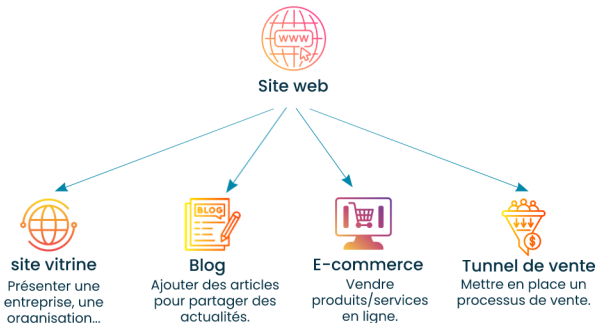 www
Site web
site vitrine
Présenter une
entreprise, une
organisation...
BLOG
Blog
Ajouter des articles
pour partager des
actualités.
E-commerce
Vendre
produits/services
en ligne.
$
Tunnel de vente
Mettre en place un
processus de vente.